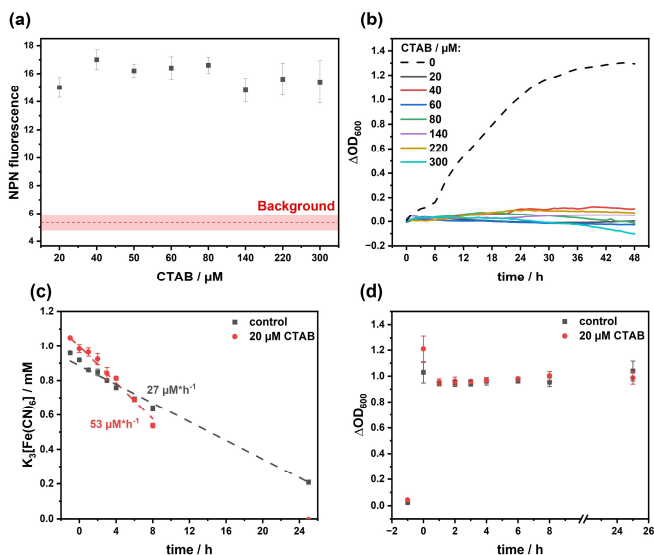 (a)
NPN fluorescence
18
16
14
12
10
8
6
4
Background
20 40 50 60 80 140 220 300
CTAB / μM
(b)
ΔOD600
1.4
1.2
1.0
0.8
0.6
0.4
0.2
0.0
−0.2
CTAB / μM:
0
20
40
60
80
140
220
300
0 6 12 18 24 30 36 42 48
time / h
(c)
K3[Fe(CN)6] / mM
1.2
1.0
0.8
0.6
0.4
0.2
0.0
control
20 μM CTAB
27 μM*h-1
53 μM*h-1
0 4 8 12 16 20 24
time / h
(d)
ΔOD600
1.4
1.2
1.0
0.8
0.6
0.4
0.2
0.0
control
20 μM CTAB
−2 0 2 4 6 8 10 24 25 26
time / h